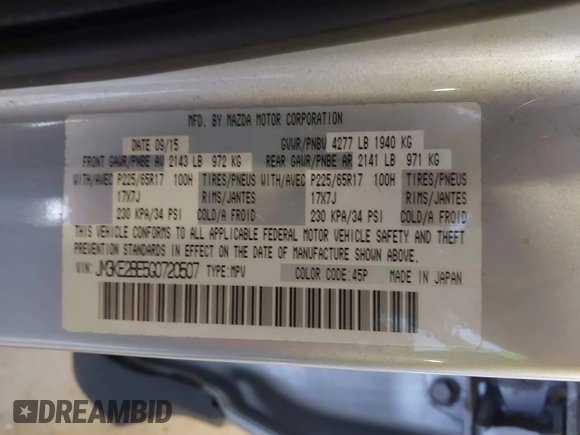 MFD. BY MAZDA MOTOR CORPORATION
DATE 09/15 GVWR/PNBV 4277 LB 1940 KG
FRONT GAWR/PNBE AV 2143 LB 972 KG REAR GAWR/PNBE AR 2141 LB 971 KG
WITH/AVEC P225/65R17 100H TIRES/PNEUS WITH/AVEC P225/65R17 100H TIRES/PNEUS
17X7J RIMS/JANTES 17X7J RIMS/JANTES
230 KPA/34 PSI COLD/A FROID 230 KPA/34 PSI COLD/A FROID
THIS VEHICLE CONFORMS TO ALL APPLICABLE FEDERAL MOTOR VEHICLE SAFETY AND THEFT
PREVENTION STANDARDS IN EFFECT ON THE DATE OF MANUFACTURE SHOWN ABOVE.
VIN: JM3KE2BE5G0720507 TYPE: MPV COLOR CODE: 45P MADE IN JAPAN
DREAMBID